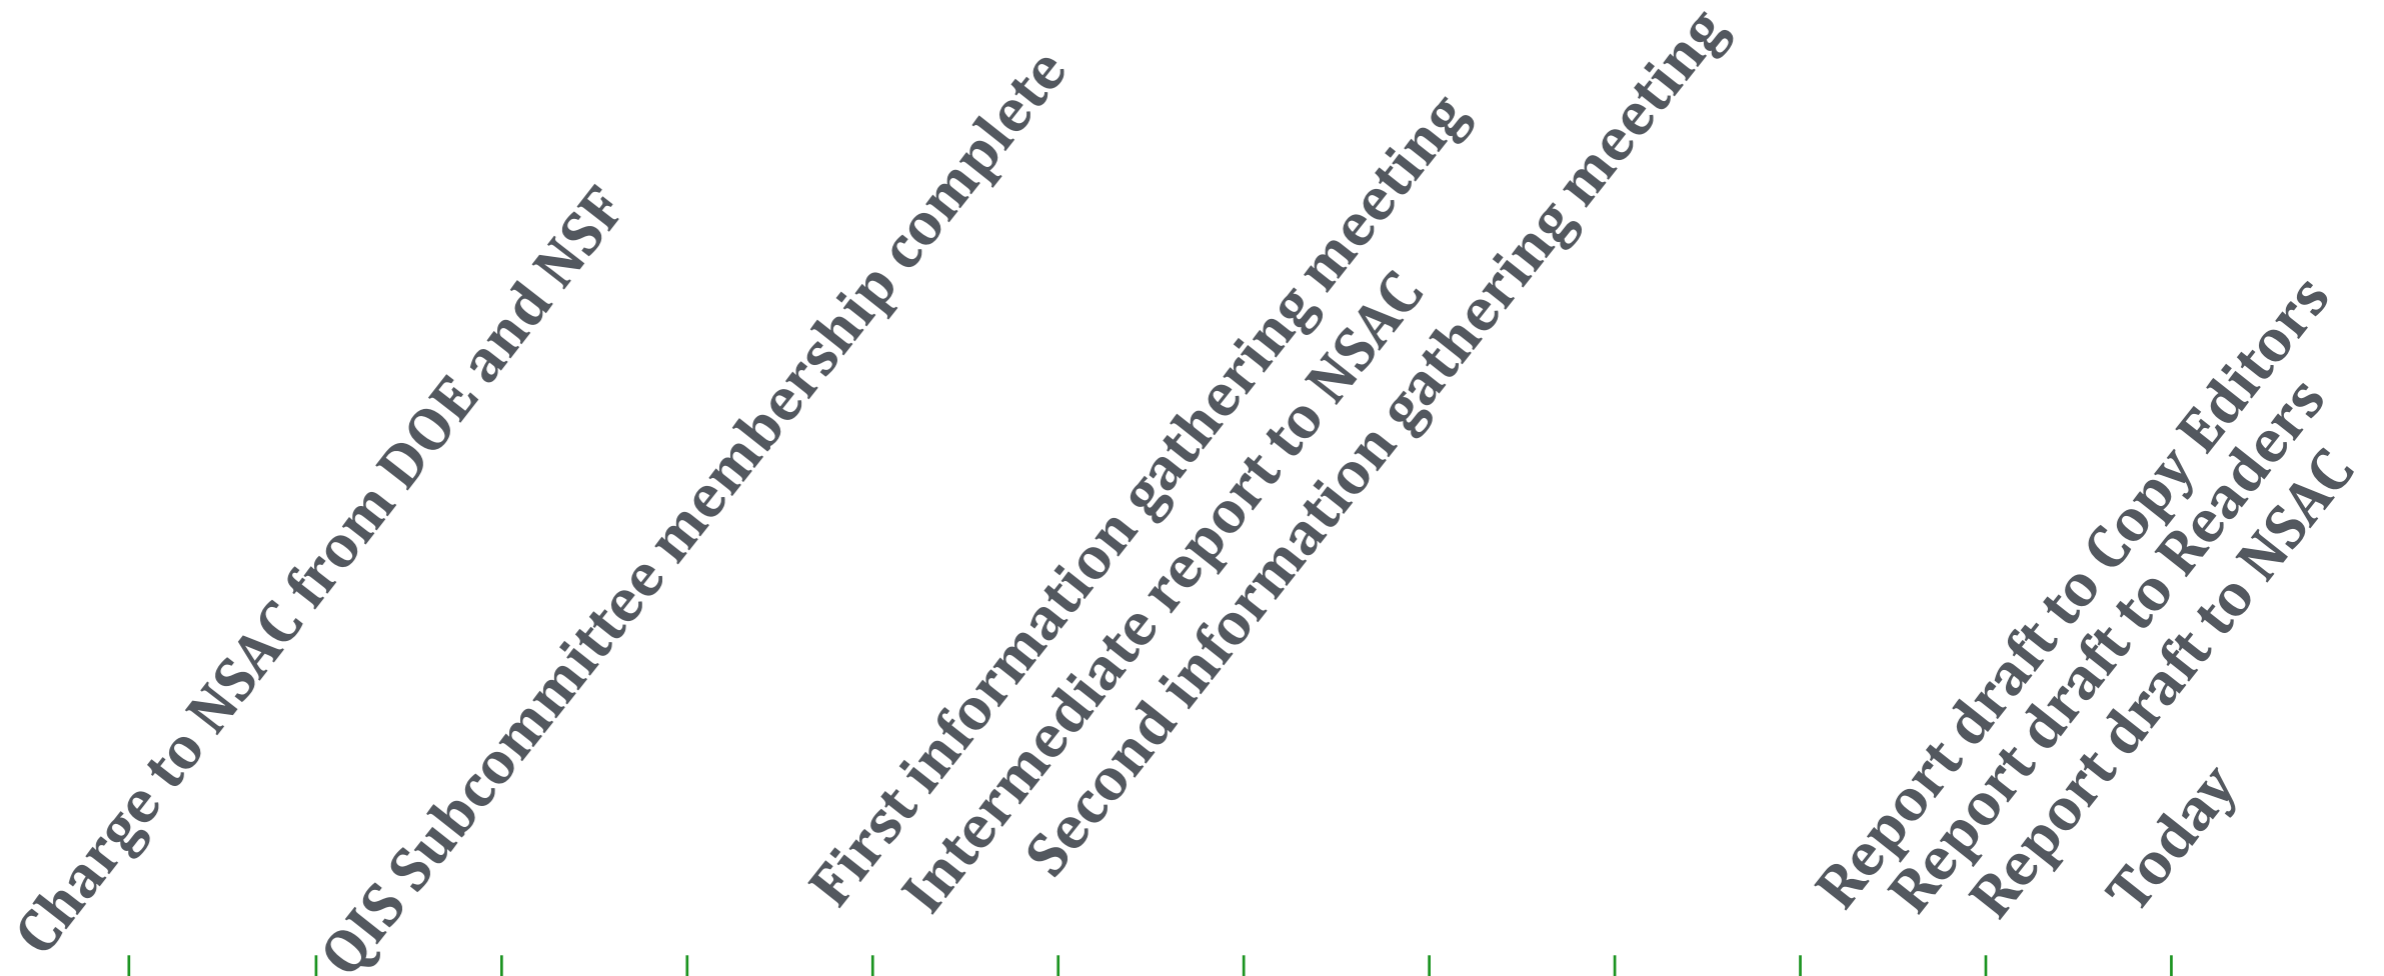 Charge to NSAC from DOE and NSF
QIS Subcommittee membership complete
First information gathering meeting
Intermediate report to NSAC
Second information gathering meeting
Report draft to Copy Editors
Report draft to Readers
Report draft to NSAC
Today